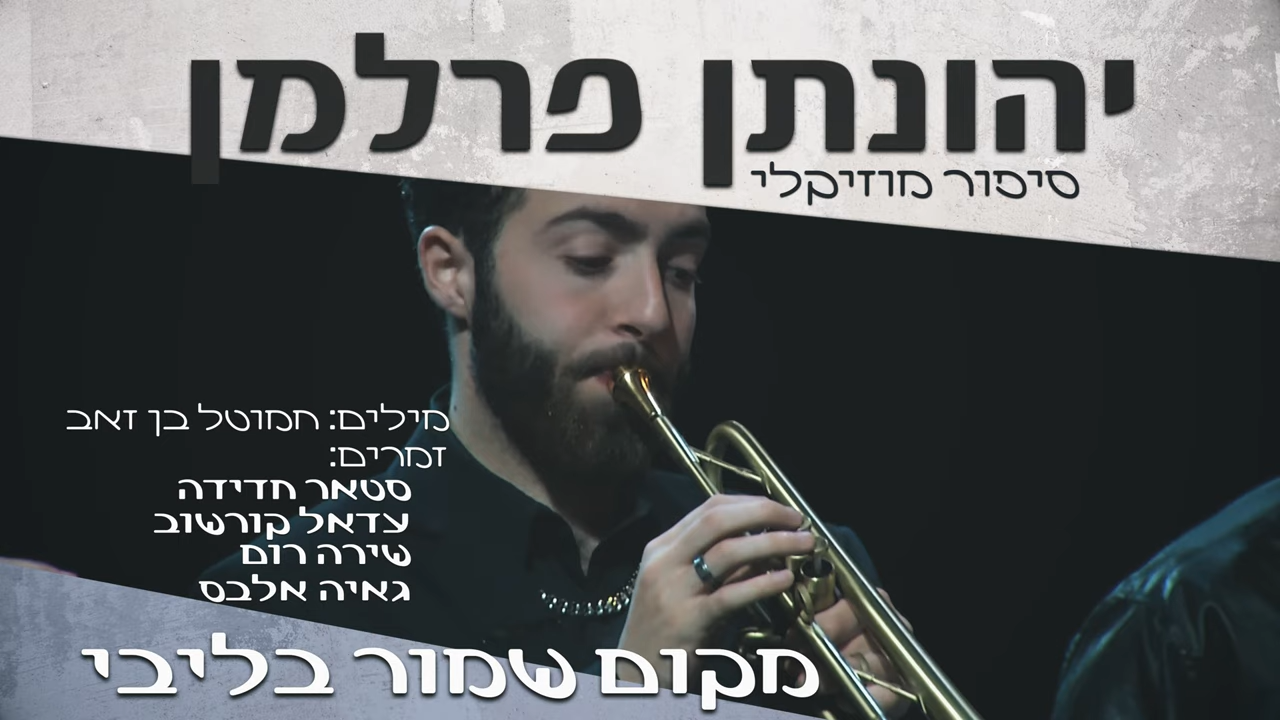 יהונתן פרלמן
סיפור מוזיקלי
מילים: חמוטל בן זאב
זמרים:
סטאר חדידה
עדאל קורשוב
שירה רום
גאיה אלבס
מקום שמור בליבי